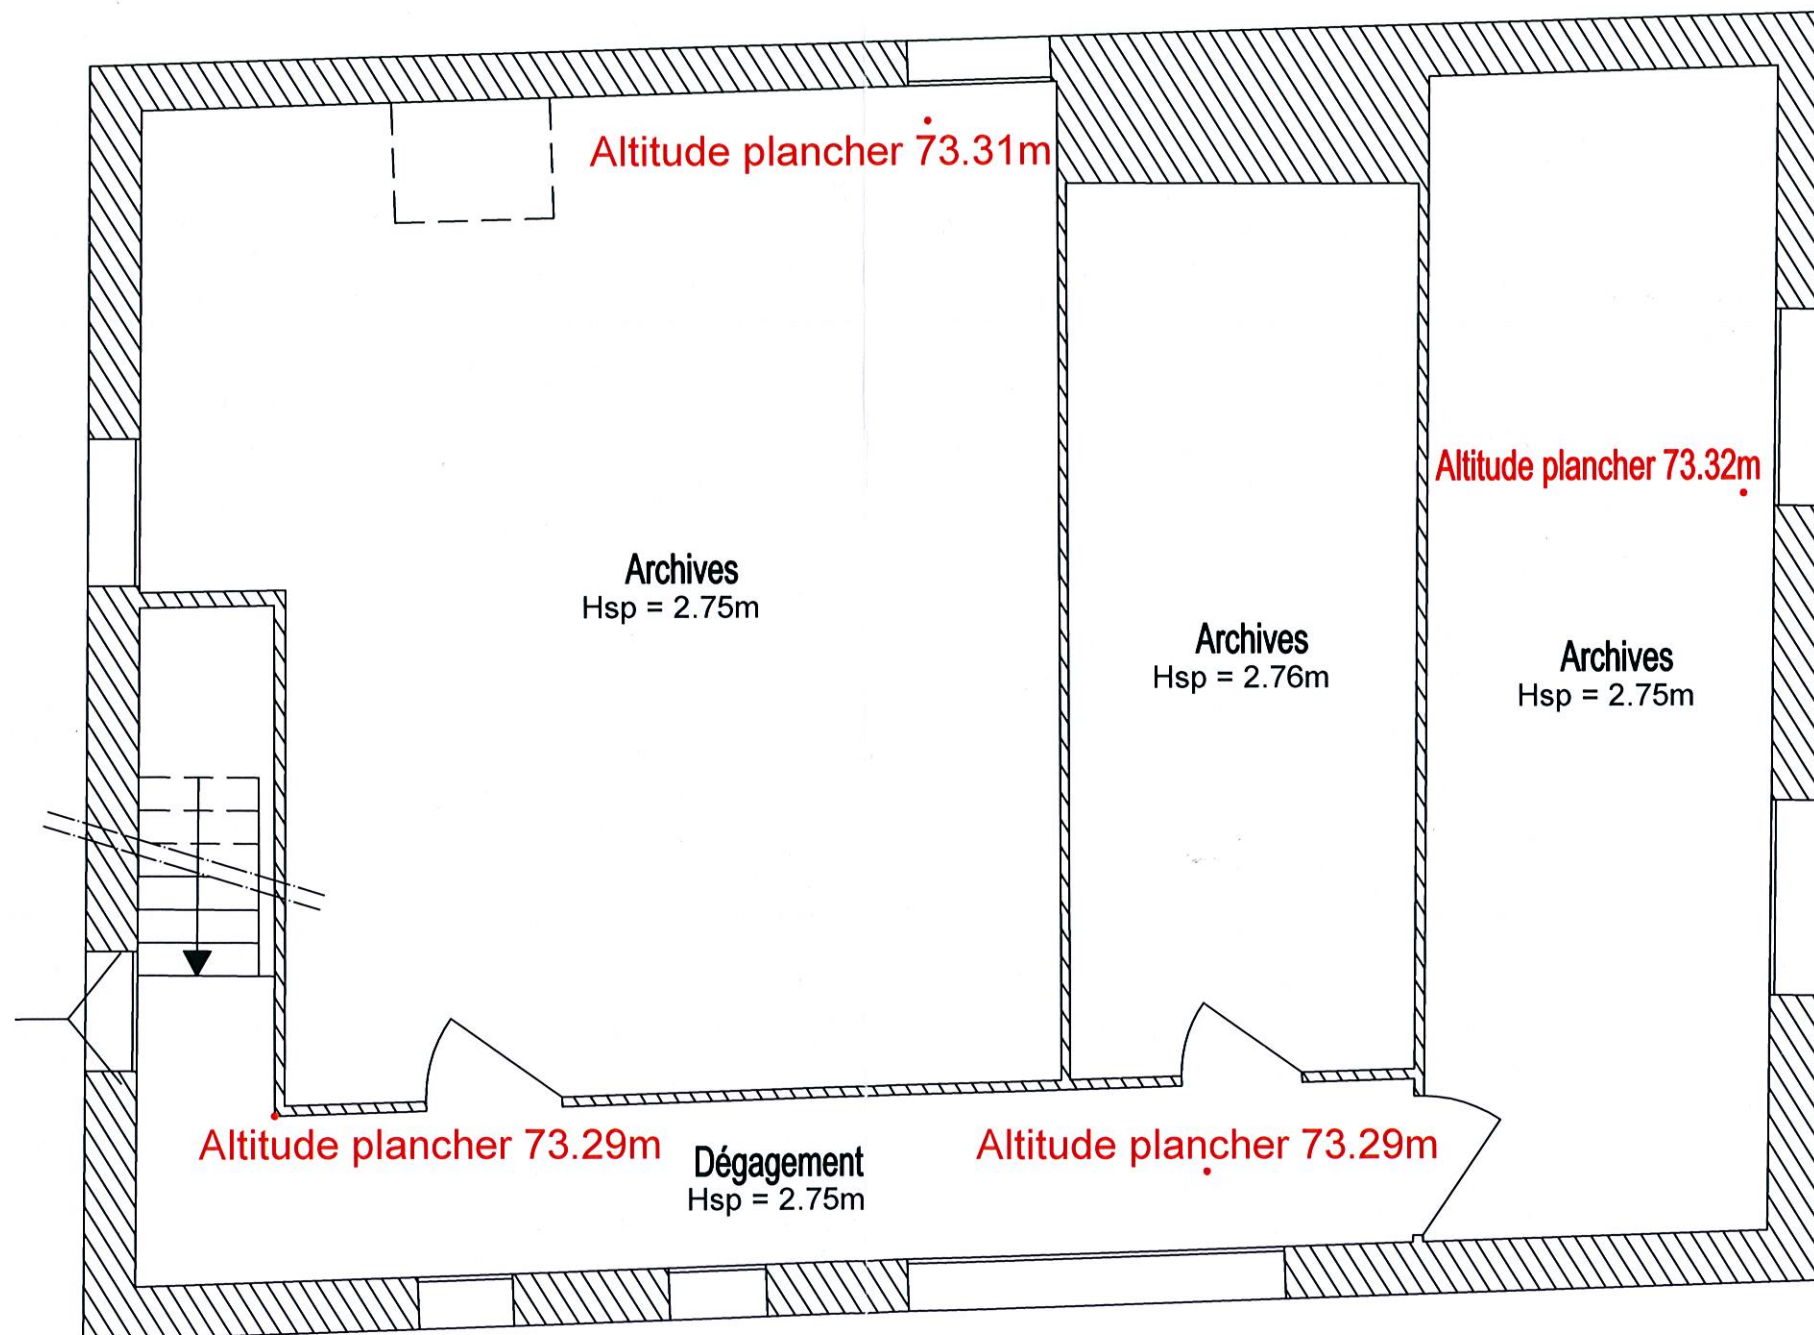 Altitude plancher 73.31m
Altitude plancher 73.32m
Archives
Hsp = 2.75m
Archives
Hsp = 2.76m
Archives
Hsp = 2.75m
Altitude plancher 73.29m
Altitude plancher 73.29m
Dégagement
Hsp = 2.75m